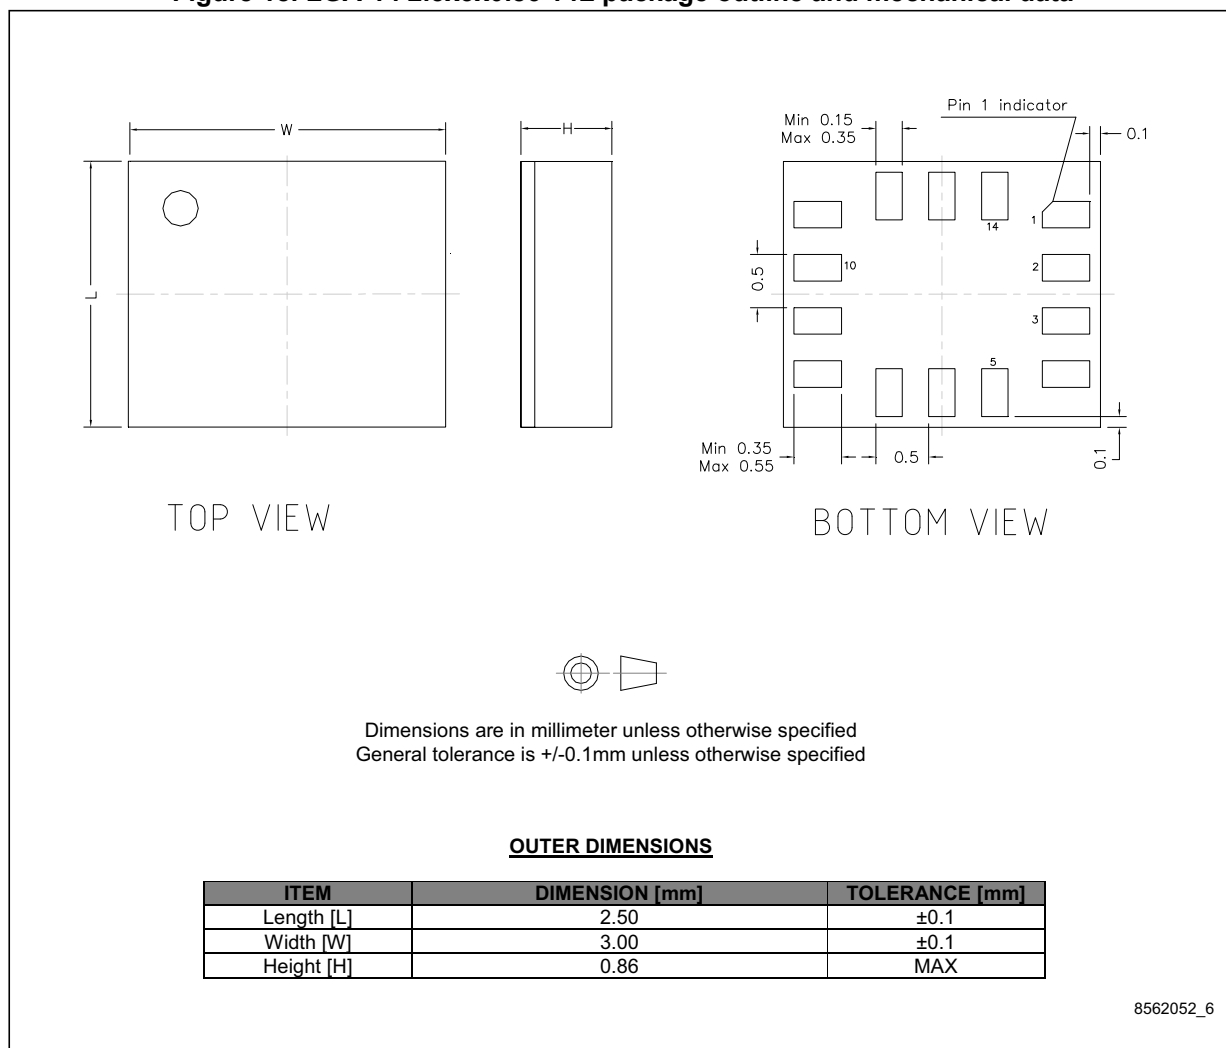 W
H
L
TOP VIEW
Pin 1 indicator
Min 0.15
Max 0.35
0.1
14
1
10
2
0.5
3
5
Min 0.35
Max 0.55
0.5
0.1
BOTTOM VIEW
Dimensions are in millimeter unless otherwise specified
General tolerance is +/-0.1mm unless otherwise specified
OUTER DIMENSIONS
ITEM DIMENSION [mm] TOLERANCE [mm]
Length [L] 2.50 ±0.1
Width [W] 3.00 ±0.1
Height [H] 0.86 MAX
8562052_6